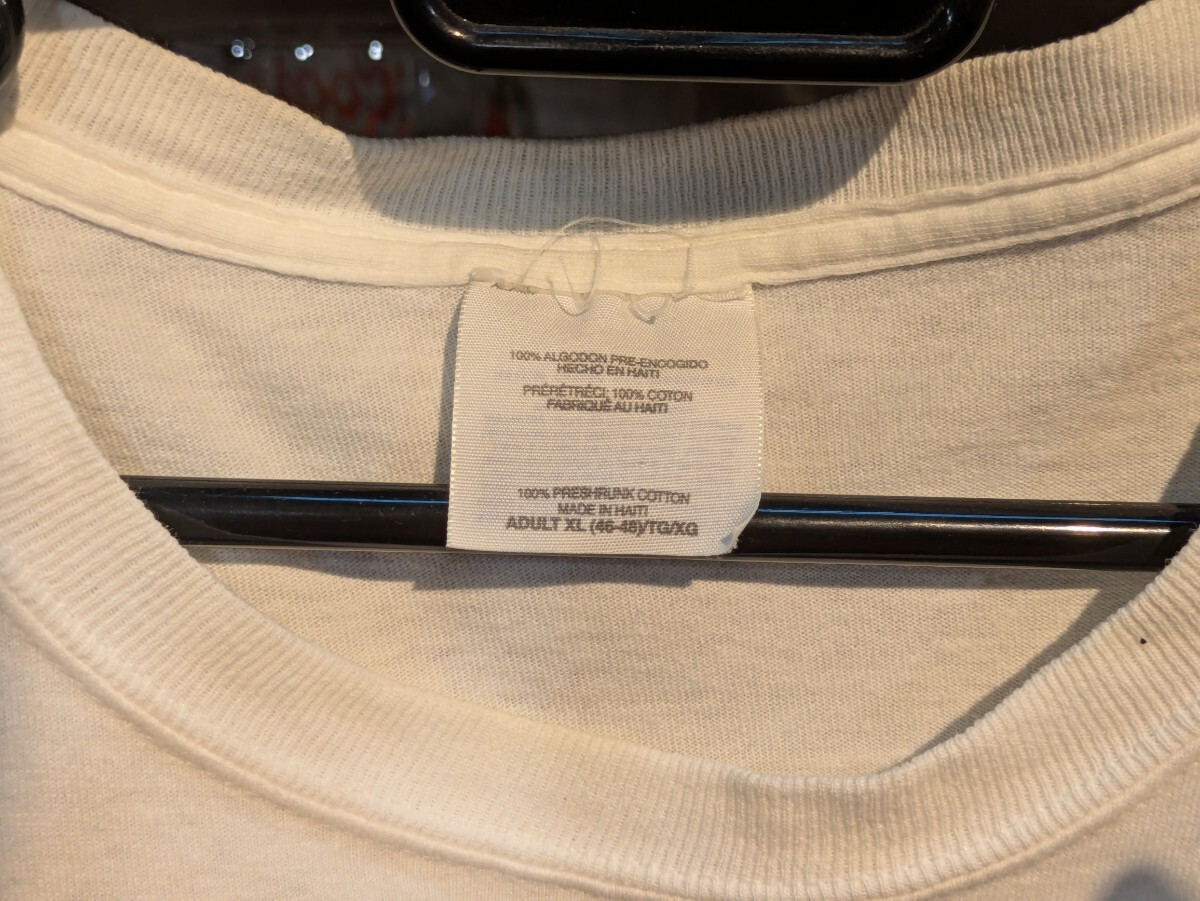 100% ALGODON PRE-ENCOGIDO
HECHO EN HAITI
PRÉRÉTRÉCI; 100% COTON
FABRIQUÉ AU HAITI
100% PRESHRUNK COTTON
MADE IN HAITI
ADULT XL (46-48)/TG/XG